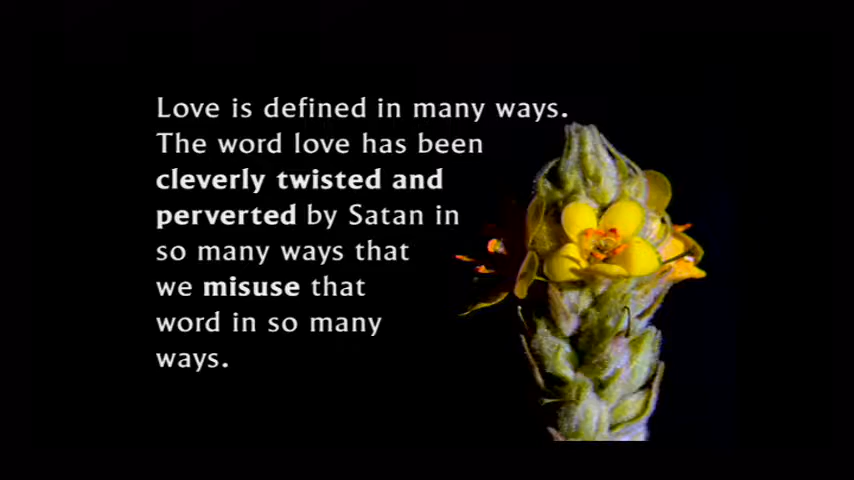 Love is defined in many ways.
The word love has been
cleverly twisted and
perverted by Satan in
so many ways that
we misuse that
word in so many
ways.